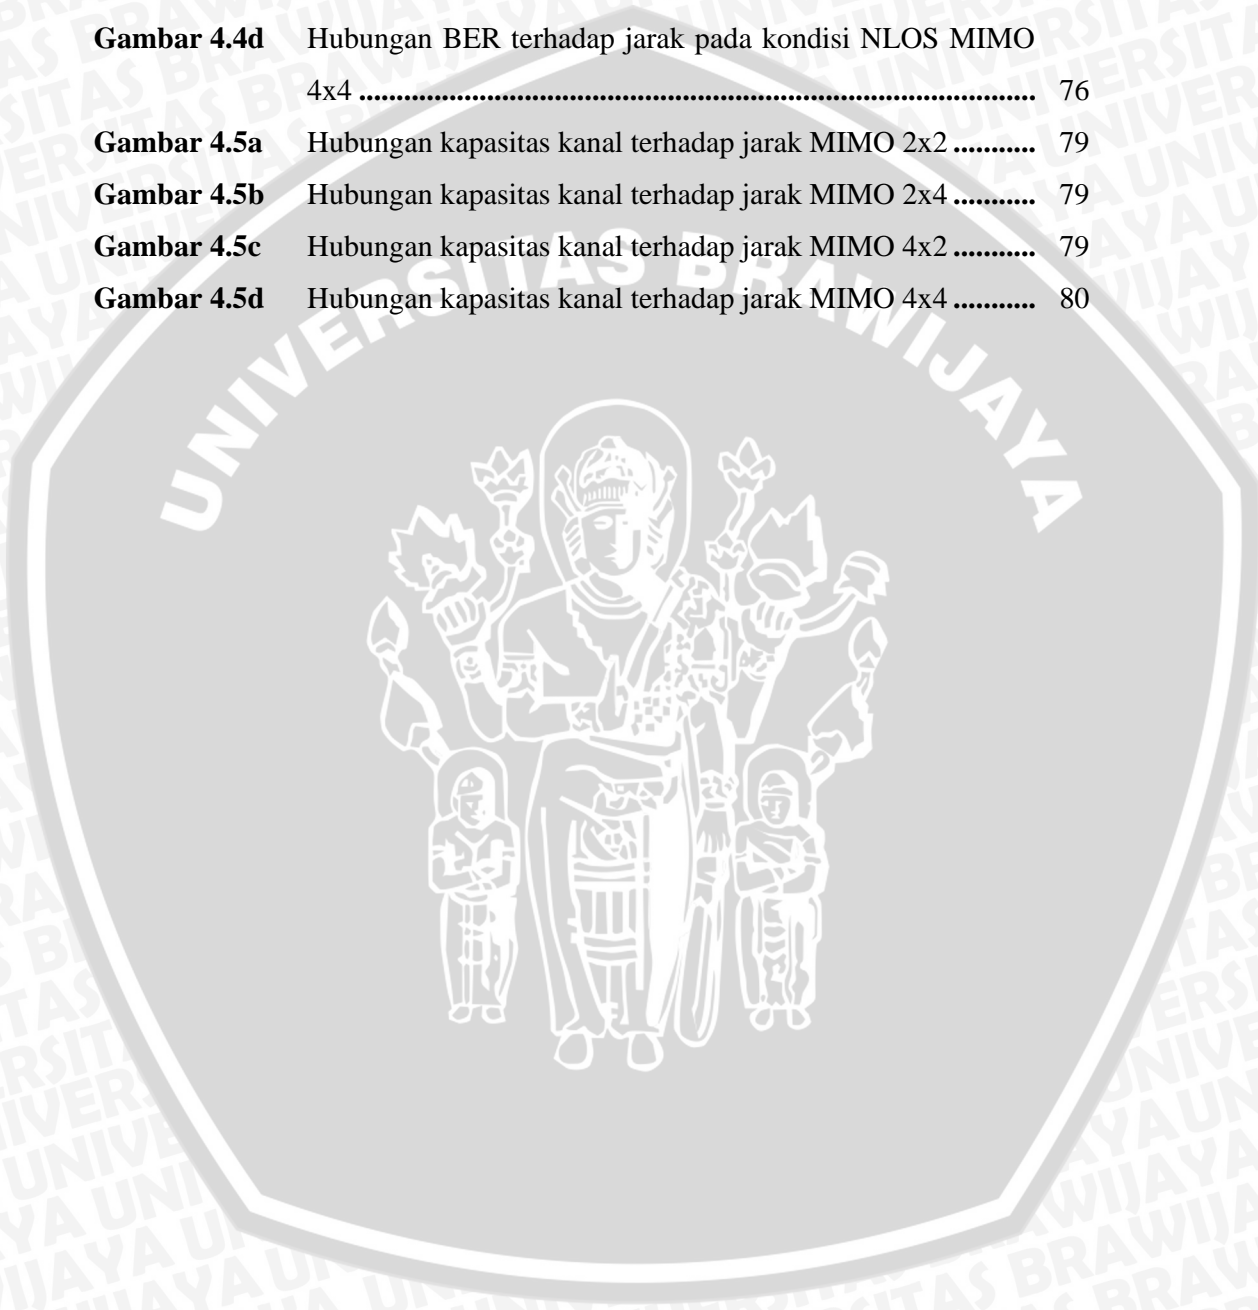 Gambar 4.4d Hubungan BER terhadap jarak pada kondisi NLOS MIMO
4x4 .......................................................................................... 76
Gambar 4.5a Hubungan kapasitas kanal terhadap jarak MIMO 2x2 ........... 79
Gambar 4.5b Hubungan kapasitas kanal terhadap jarak MIMO 2x4 ........... 79
Gambar 4.5c Hubungan kapasitas kanal terhadap jarak MIMO 4x2 ........... 79
Gambar 4.5d Hubungan kapasitas kanal terhadap jarak MIMO 4x4 ........... 80
UNIVERSITAS BRAWIJAYA